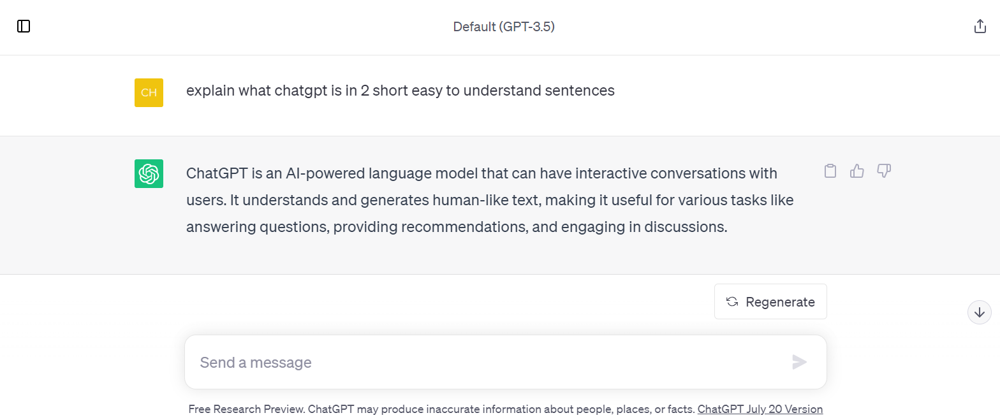 Default (GPT-3.5)
CH
explain what chatgpt is in 2 short easy to understand sentences
ChatGPT is an AI-powered language model that can have interactive conversations with
users. It understands and generates human-like text, making it useful for various tasks like
answering questions, providing recommendations, and engaging in discussions.
Regenerate
Send a message
Free Research Preview. ChatGPT may produce inaccurate information about people, places, or facts. ChatGPT July 20 Version